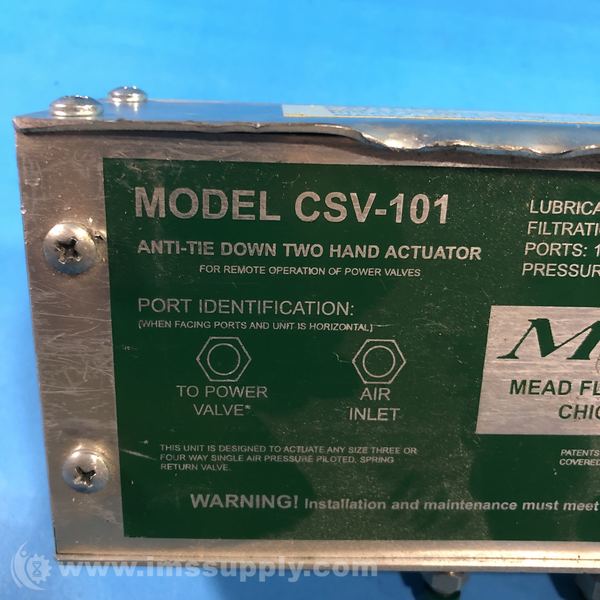 MODEL CSV-101
ANTI-TIE DOWN TWO HAND ACTUATOR
FOR REMOTE OPERATION OF POWER VALVES
PORT IDENTIFICATION:
(WHEN FACING PORTS AND UNIT IS HORIZONTAL)
TO POWER
VALVE*
AIR
INLET
THIS UNIT IS DESIGNED TO ACTUATE ANY SIZE THREE OR
FOUR WAY SINGLE AIR PRESSURE PILOTED, SPRING
RETURN VALVE.
WARNING! Installation and maintenance must meet
LUBRICA
FILTRATIO
PORTS: 1
PRESSUR
M
MEAD FL
CHIC
PATENTS
COVERED
www.imssupply.com